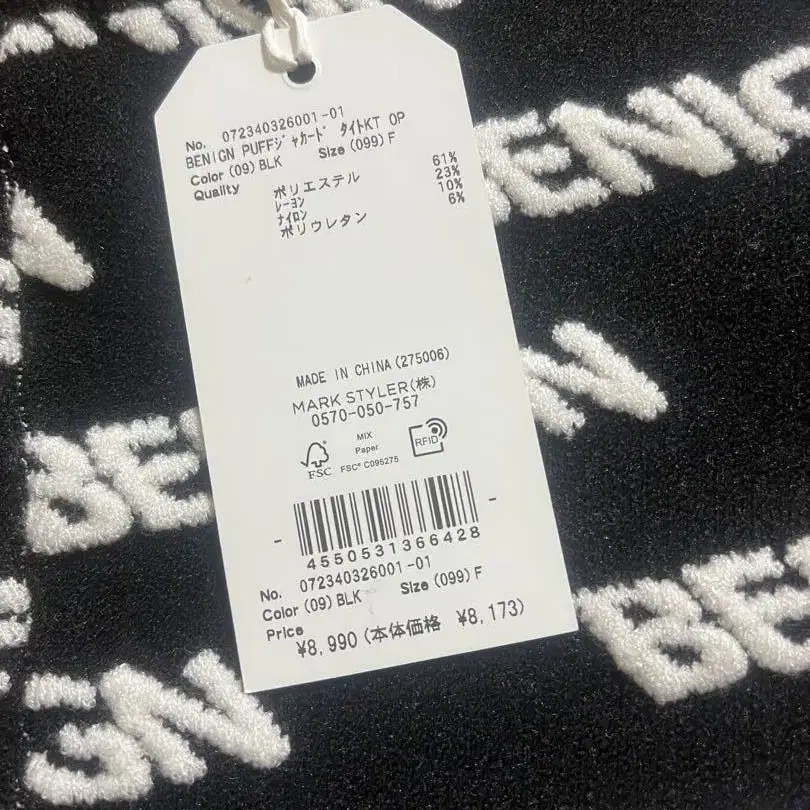 BENIGN
No. 072340326001-01
BENIGN PUFFｼﾞｬｶｰﾄﾞ ﾀｲﾄKT OP
Color (09) BLK Size (099) F
Quality ポリエステル 61%
ﾚｰﾖﾝ 23%
ﾅｲﾛﾝ 10%
ポリウレタン 6%
MADE IN CHINA (275006)
MARK STYLER(株)
0570-050-757
FSC
MIX
Paper
FSC® C095275
RFID
- -
4550531366428
No. 072340326001-01
Color (09) BLK Size (099) F
Price
¥8,990 (本体価格 ¥8,173)
BE
N
BE
GN